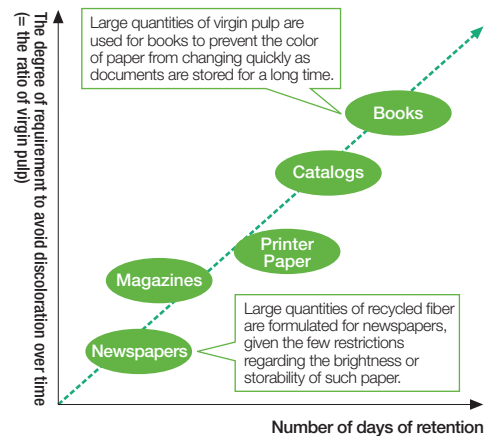 The degree of requirement to avoid discoloration over time
(= the ratio of virgin pulp)
Large quantities of virgin pulp are
used for books to prevent the color
of paper from changing quickly as
documents are stored for a long time.
Books
Catalogs
Printer
Paper
Magazines
Newspapers
Large quantities of recycled fiber
are formulated for newspapers,
given the few restrictions
regarding the brightness or
storability of such paper.
Number of days of retention